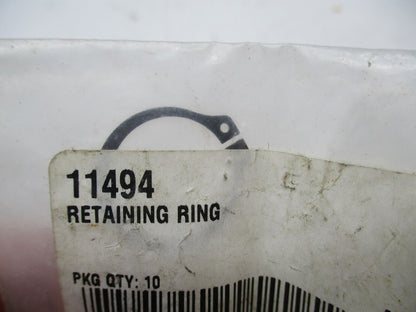 11494
RETAINING RING
PKG QTY: 10